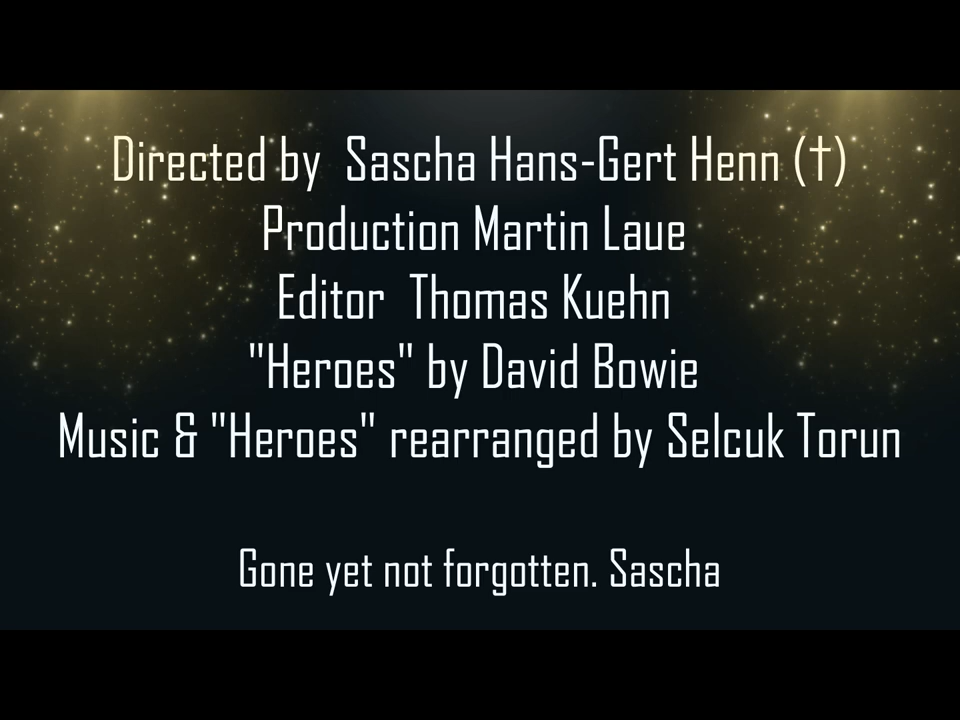 Directed by  Sascha Hans-Gert Henn (†)
Production Martin Laue
Editor  Thomas Kuehn
"Heroes" by David Bowie
Music & "Heroes" rearranged by Selcuk Torun
Gone yet not forgotten. Sascha